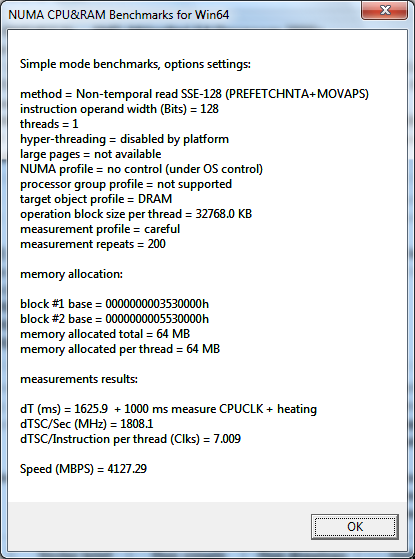 NUMA CPU&RAM Benchmarks for Win64
Simple mode benchmarks, options settings:
method = Non-temporal read SSE-128 (PREFETCHNTA+MOVAPS)
instruction operand width (Bits) = 128
threads = 1
hyper-threading = disabled by platform
large pages = not available
NUMA profile = no control (under OS control)
processor group profile = not supported
target object profile = DRAM
operation block size per thread = 32768.0 KB
measurement profile = careful
measurement repeats = 200
memory allocation:
block #1 base = 0000000003530000h
block #2 base = 0000000005530000h
memory allocated total = 64 MB
memory allocated per thread = 64 MB
measurements results:
dT (ms) = 1625.9  + 1000 ms measure CPUCLK + heating
dTSC/Sec (MHz) = 1808.1
dTSC/Instruction per thread (Clks) = 7.009
Speed (MBPS) = 4127.29
OK